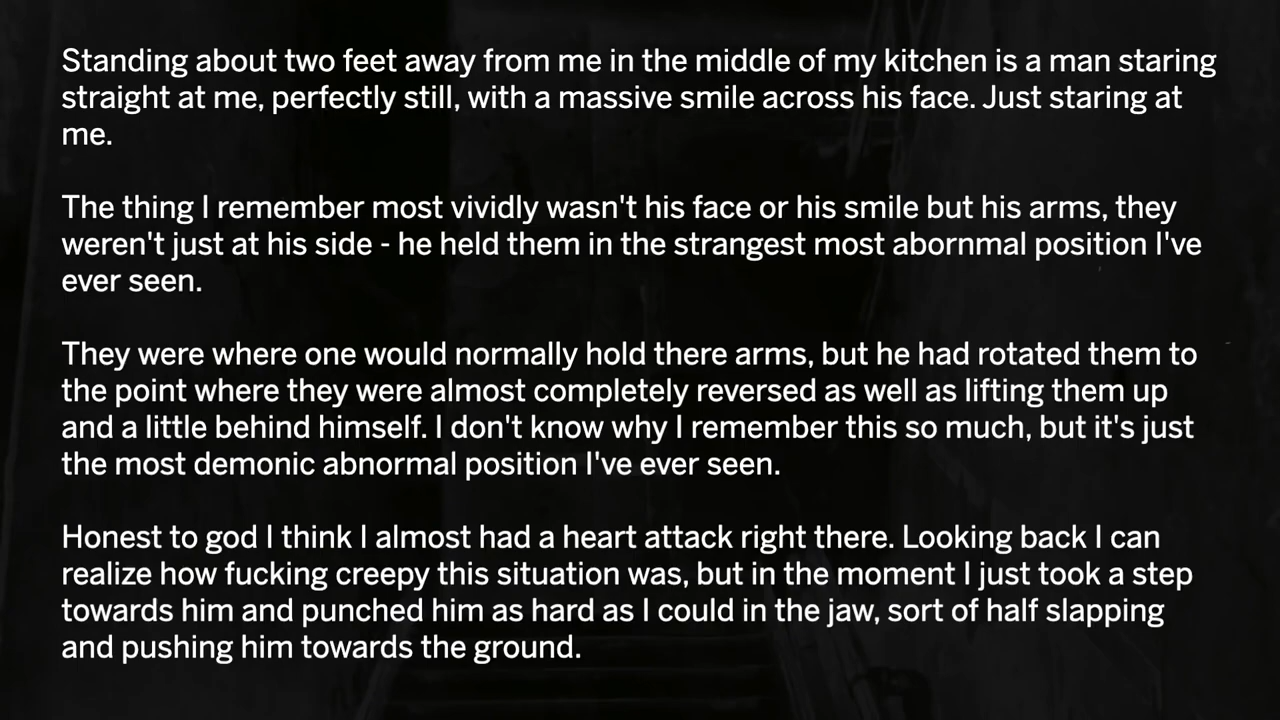 Standing about two feet away from me in the middle of my kitchen is a man staring
straight at me, perfectly still, with a massive smile across his face. Just staring at
me.
The thing I remember most vividly wasn't his face or his smile but his arms, they
weren't just at his side - he held them in the strangest most abornmal position I've
ever seen.
They were where one would normally hold there arms, but he had rotated them to
the point where they were almost completely reversed as well as lifting them up
and a little behind himself. I don't know why I remember this so much, but it's just
the most demonic abnormal position I've ever seen.
Honest to god I think I almost had a heart attack right there. Looking back I can
realize how fucking creepy this situation was, but in the moment I just took a step
towards him and punched him as hard as I could in the jaw, sort of half slapping
and pushing him towards the ground.